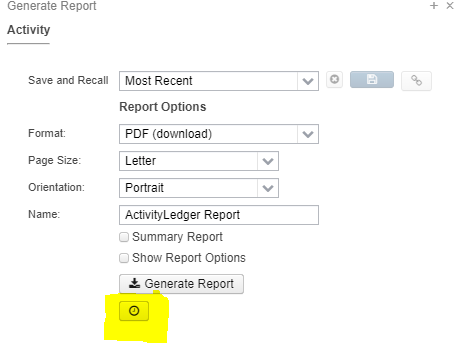 Generate Report
Activity
Save and Recall Most Recent
Report Options
Format: PDF (download)
Page Size: Letter
Orientation: Portrait
Name: ActivityLedger Report
Summary Report
Show Report Options
Generate Report